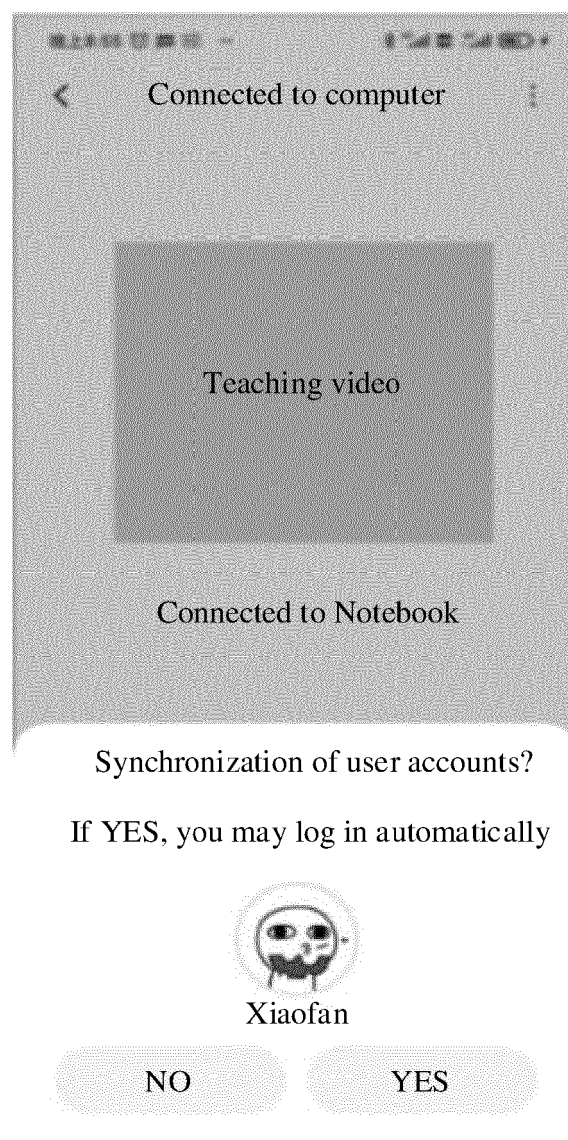 Connected to computer
Teaching video
Connected to Notebook
Synchronization of user accounts?
If YES, you may log in automatically
Xiaofan
NO
YES